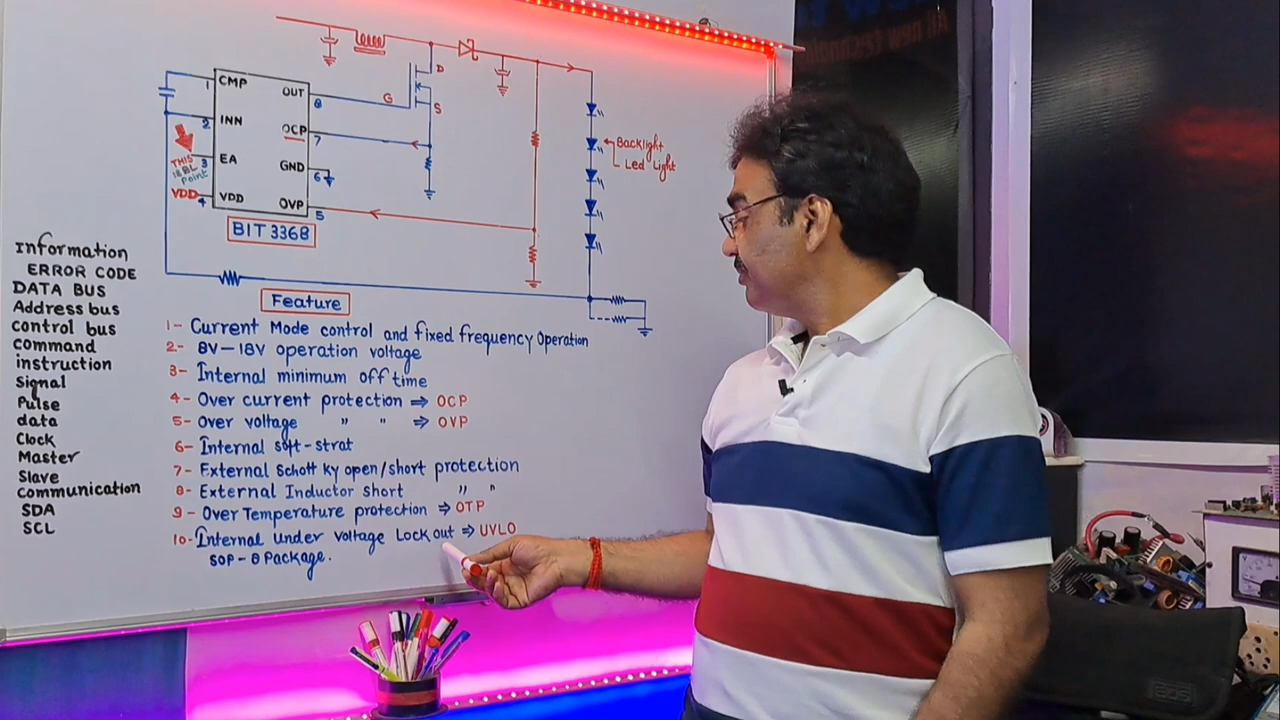 1 CMP
2 INN
3 EA
4 VDD
OUT 8
OCP 7
GND 6
OVP 5
G
D
S
THIS
IS BL
Point
VDD
BIT 3368
Backlight
Led Light
Information
ERROR CODE
DATA BUS
Address bus
control bus
command
instruction
Signal
Pulse
data
Clock
Master
Slave
communication
SDA
SCL
Feature
1- Current Mode control and fixed frequency Operation
2- 8V-18V operation voltage
3- Internal minimum off time
4- Over current protection ⇒ OCP
5- Over voltage " " ⇒ OVP
6- Internal soft-strat
7- External Schott ky open/short protection
8- External Inductor short " "
9- Over Temperature protection ⇒ OTP
10- Internal under voltage Lock out ⇒ UVLO
SOP-8 Package.